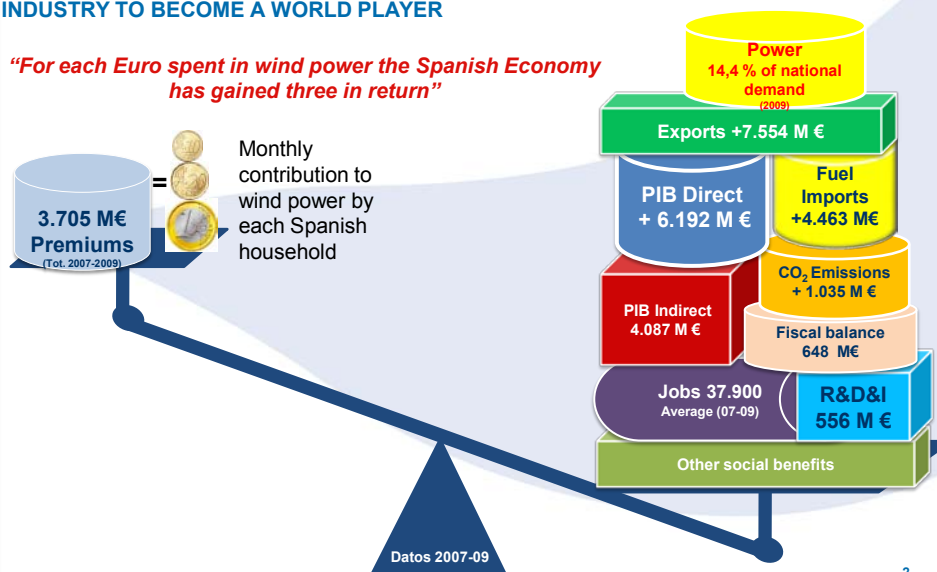 INDUSTRY TO BECOME A WORLD PLAYER
“For each Euro spent in wind power the Spanish Economy
has gained three in return”
3.705 M€
Premiums
(Tot. 2007-2009)
=
Monthly
contribution to
wind power by
each Spanish
household
Power
14,4 % of national
demand
(2009)
Exports +7.554 M €
PIB Direct
+ 6.192 M €
Fuel
Imports
+4.463 M€
CO₂ Emissions
+ 1.035 M €
PIB Indirect
4.087 M €
Fiscal balance
648 M€
Jobs 37.900
Average (07-09)
R&D&I
556 M €
Other social benefits
Datos 2007-09